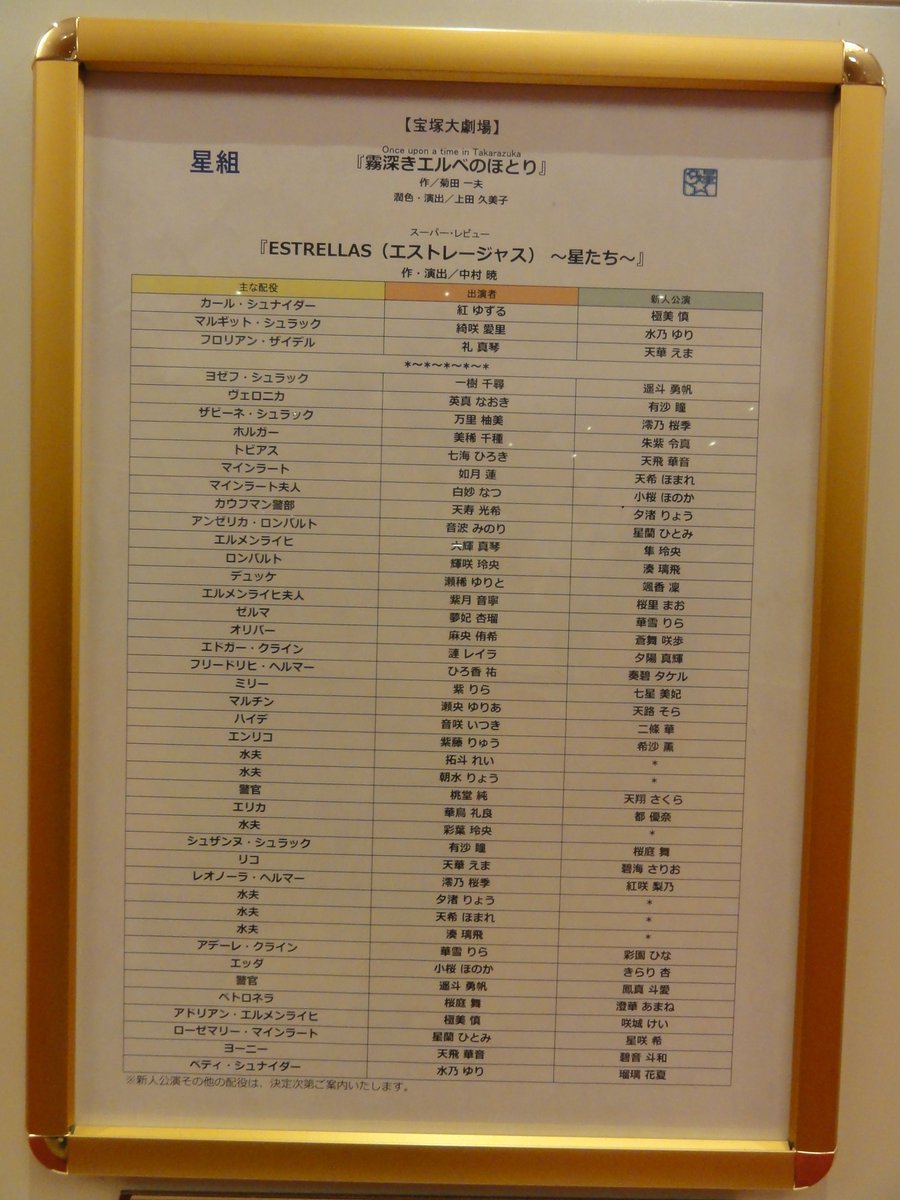 【宝塚大劇場】
星組
Once upon a time in Takarazuka
『霧深きエルベのほとり』
作／菊田 一夫
潤色・演出／上田 久美子
スーパー・レビュー
『ESTRELLAS（エストレージャス） ～星たち～』
作・演出／中村 暁
主な配役 出演者 新人公演
カール・シュナイダー 紅 ゆずる 極美 慎
マルギット・シュラック 綺咲 愛里 水乃 ゆり
フロリアン・ザイデル 礼 真琴 天華 えま
*～*～*～*～*
ヨゼフ・シュラック 一樹 千尋 遥斗 勇帆
ヴェロニカ 英真 なおき 有沙 瞳
ザビーネ・シュラック 万里 柚美 澪乃 桜季
ホルガー 美稀 千種 朱紫 令真
トビアス 七海 ひろき 天飛 華音
マインラート 如月 蓮 天希 ほまれ
マインラート夫人 白妙 なつ 小桜 ほのか
カウフマン警部 天寿 光希 夕渚 りょう
アンゼリカ・ロンバルト 音波 みのり 星蘭 ひとみ
エルメンライヒ 大輝 真琴 隼 玲央
ロンバルト 輝咲 玲央 湊 璃飛
デュッケ 瀬稀 ゆりと 颯香 凜
エルメンライヒ夫人 紫月 音寧 桜里 まお
ゼルマ 夢妃 杏瑠 華雪 りら
オリバー 麻央 侑希 蒼舞 咲歩
エドガー・クライン 漣 レイラ 夕陽 真輝
フリードリヒ・ヘルマー ひろ香 祐 奏碧 タケル
ミリー 紫 りら 七星 美妃
マルチン 瀬央 ゆりあ 天路 そら
ハイデ 音咲 いつき 二條 華
エンリコ 紫藤 りゅう 希沙 薫
水夫 拓斗 れい *
水夫 朝水 りょう *
警官 桃堂 純 天翔 さくら
エリカ 華鳥 礼良 都 優奈
水夫 彩葉 玲央 *
シュザンヌ・シュラック 有沙 瞳 桜庭 舞
リコ 天華 えま 碧海 さりお
レオノーラ・ヘルマー 澪乃 桜季 紅咲 梨乃
水夫 夕渚 りょう *
水夫 天希 ほまれ *
水夫 湊 璃飛 *
アデーレ・クライン 華雪 りら 彩園 ひな
エッダ 小桜 ほのか きらり 杏
警官 遥斗 勇帆 鳳真 斗愛
ペトロネラ 桜庭 舞 澄華 あまね
アドリアン・エルメンライヒ 極美 慎 咲城 けい
ローゼマリー・マインラート 星蘭 ひとみ 星咲 希
ヨーニー 天飛 華音 碧音 斗和
ベティ・シュナイダー 水乃 ゆり 瑠璃 花夏
※新人公演その他の配役は、決定次第ご案内いたします。